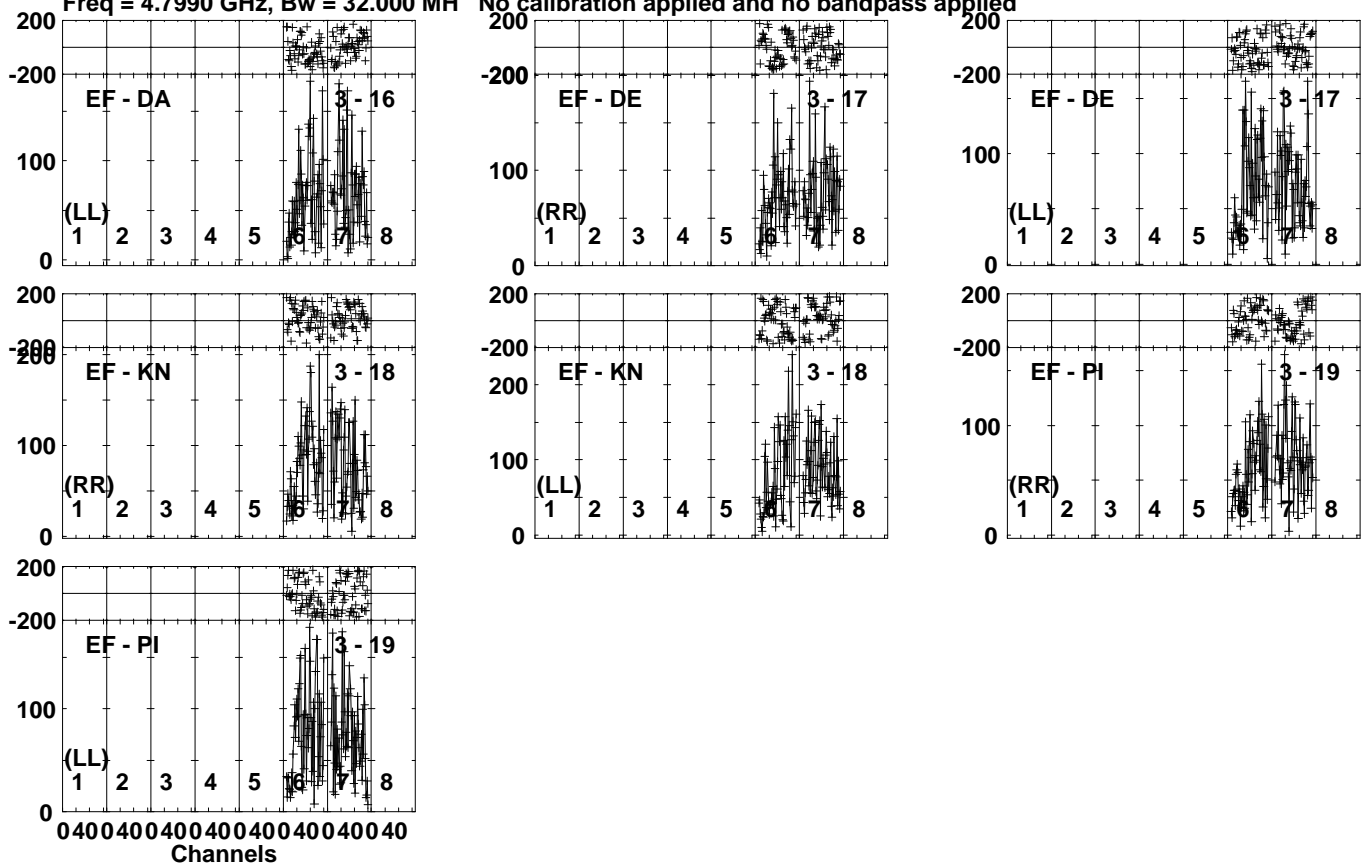 Freq = 4.7990 GHz, Bw = 32.000 MH No calibration applied and no bandpass applied
200
-200
EF - DA 3 - 16
100
(LL)
0
1 2 3 4 5 6 7 8
200
-200
200
EF - DE 3 - 17
100
(RR)
0
1 2 3 4 5 6 7 8
200
-200
EF - DE 3 - 17
100
(LL)
0
1 2 3 4 5 6 7 8
200
-200
200
EF - KN 3 - 18
100
(RR)
0
1 2 3 4 5 6 7 8
200
-200
EF - KN 3 - 18
200
100
(LL)
0
1 2 3 4 5 6 7 8
200
-200
EF - PI 3 - 19
100
(RR)
0
1 2 3 4 5 6 7 8
200
-200
EF - PI 3 - 19
100
(LL)
0
1 2 3 4 5 6 7 8
0 40 0 40 0 40 0 40 0 40 0 40 0 40 0 40
Channels